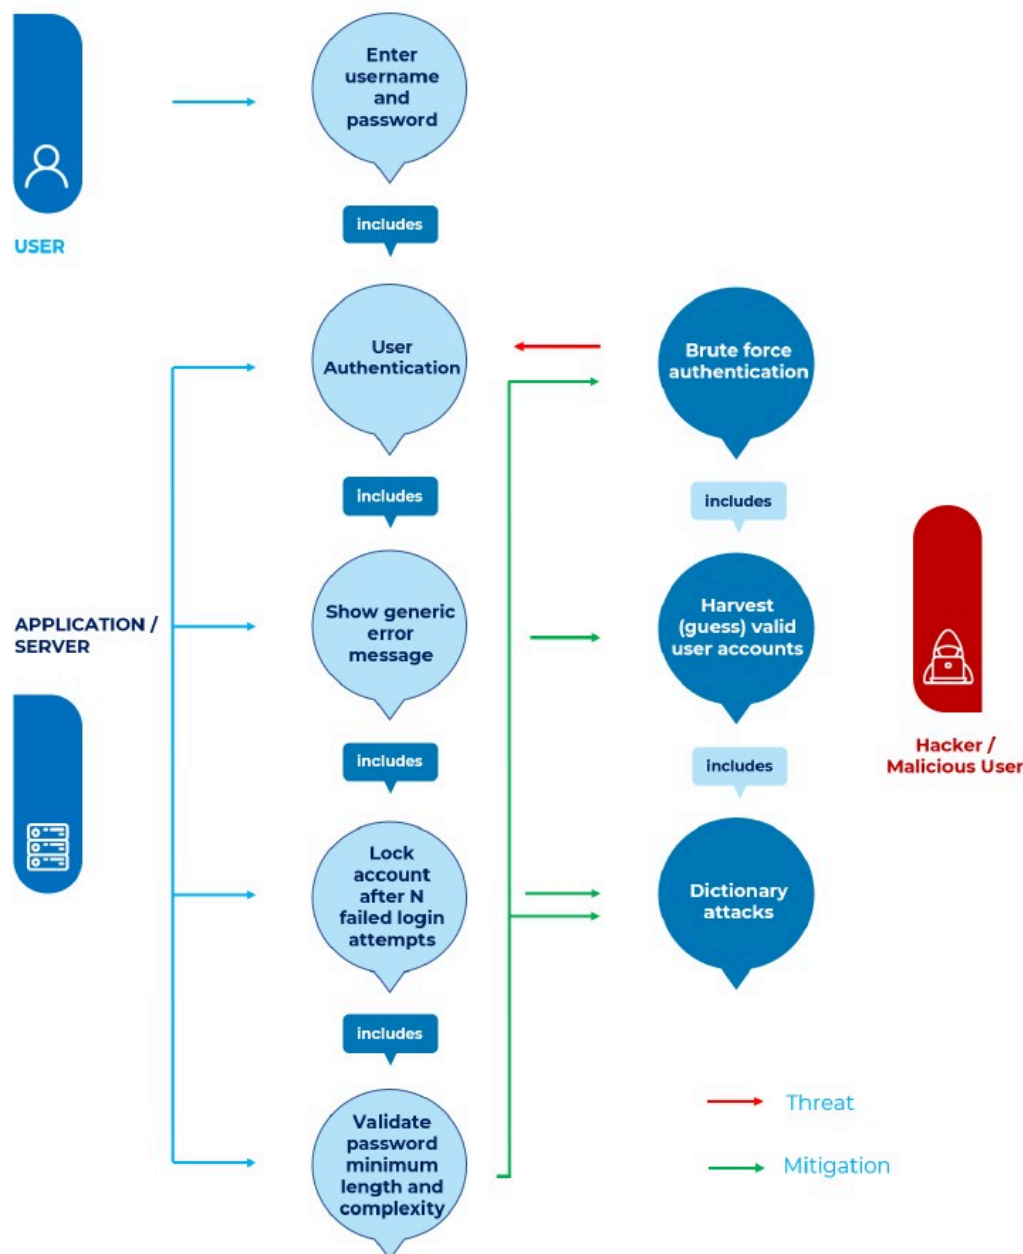 Enter
username
and
password
USER
includes
User
Authentication
Brute force
authentication
includes
includes
APPLICATION /
SERVER
Show generic
error
message
Harvest
(guess) valid
user accounts
Hacker /
Malicious User
includes
includes
Lock
account
after N
failed login
attempts
Dictionary
attacks
includes
Validate
password
minimum
length and
complexity
Threat
Mitigation